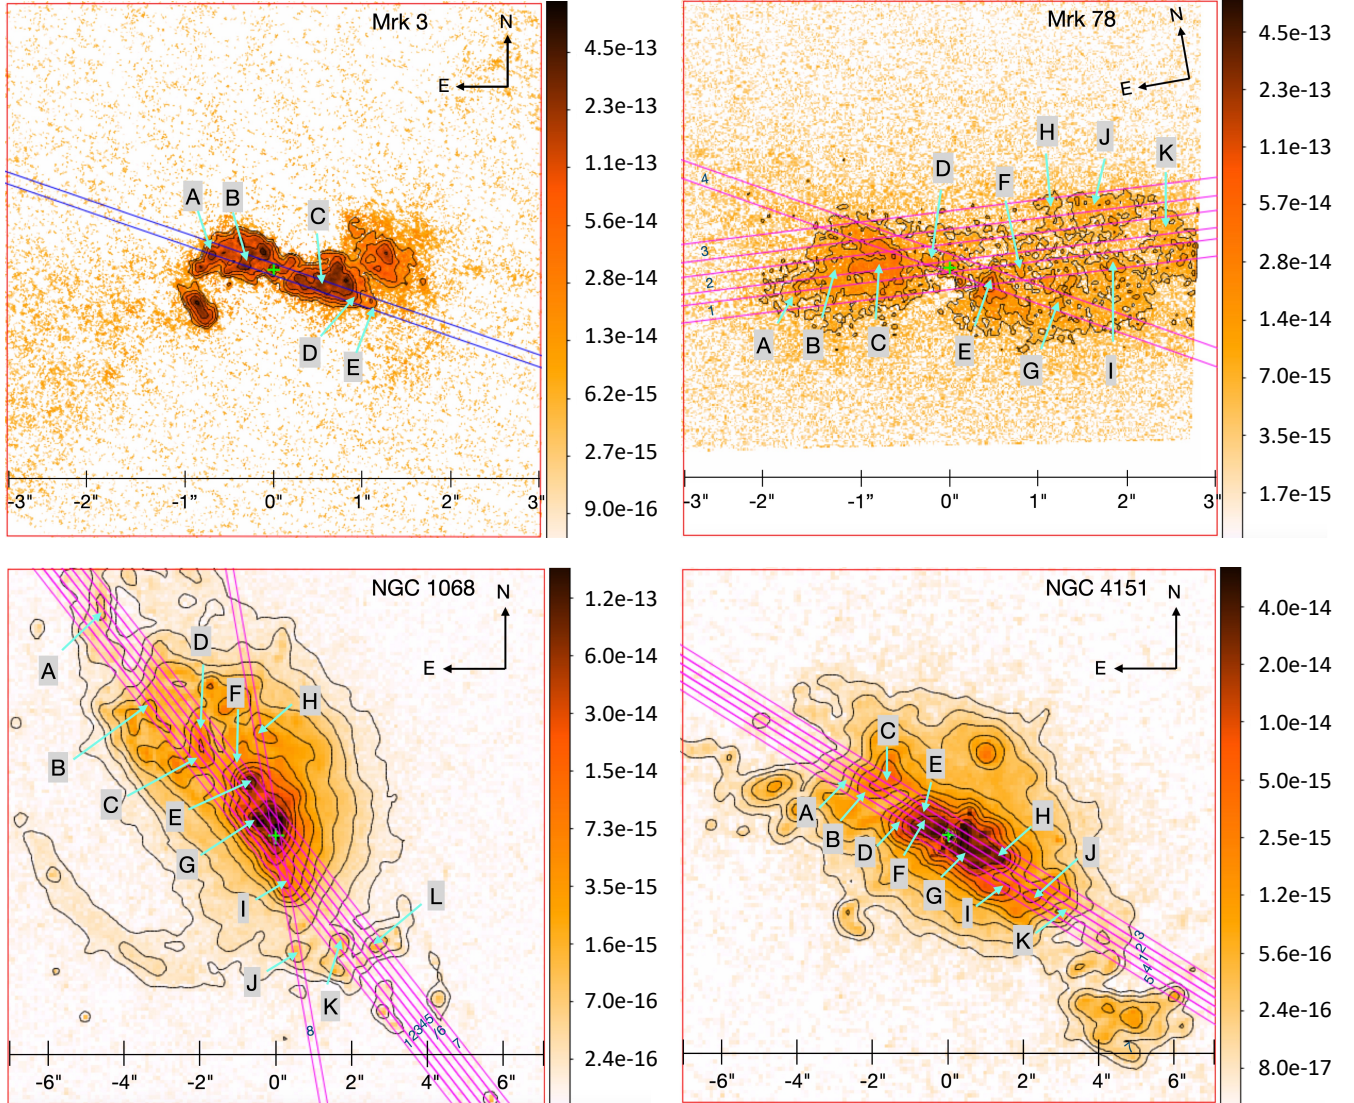 Mrk 3
N
E
A
B
C
D
E
-3"
-2"
-1"
0"
1"
2"
3"
4.5e-13
2.3e-13
1.1e-13
5.6e-14
2.8e-14
1.3e-14
6.2e-15
2.7e-15
9.0e-16
Mrk 78
N
E
H
J
K
D
F
4
3
2
1
A
B
C
E
G
I
-3"
-2"
-1”
0"
1"
2"
3"
4.5e-13
2.3e-13
1.1e-13
5.7e-14
2.8e-14
1.4e-14
7.0e-15
3.5e-15
1.7e-15
NGC 1068
N
E
A
D
F
H
B
C
E
G
I
L
J
K
8
12345
6
7
-6"
-4"
-2"
0"
2"
4"
6"
1.2e-13
6.0e-14
3.0e-14
1.5e-14
7.3e-15
3.5e-15
1.6e-15
7.0e-16
2.4e-16
NGC 4151
N
E
C
E
A
B
D
H
J
F
G
I
K
3
2
1
4
5
-6"
-4"
-2"
0"
2"
4"
6"
4.0e-14
2.0e-14
1.0e-14
5.0e-15
2.5e-15
1.2e-15
5.6e-16
2.4e-16
8.0e-17